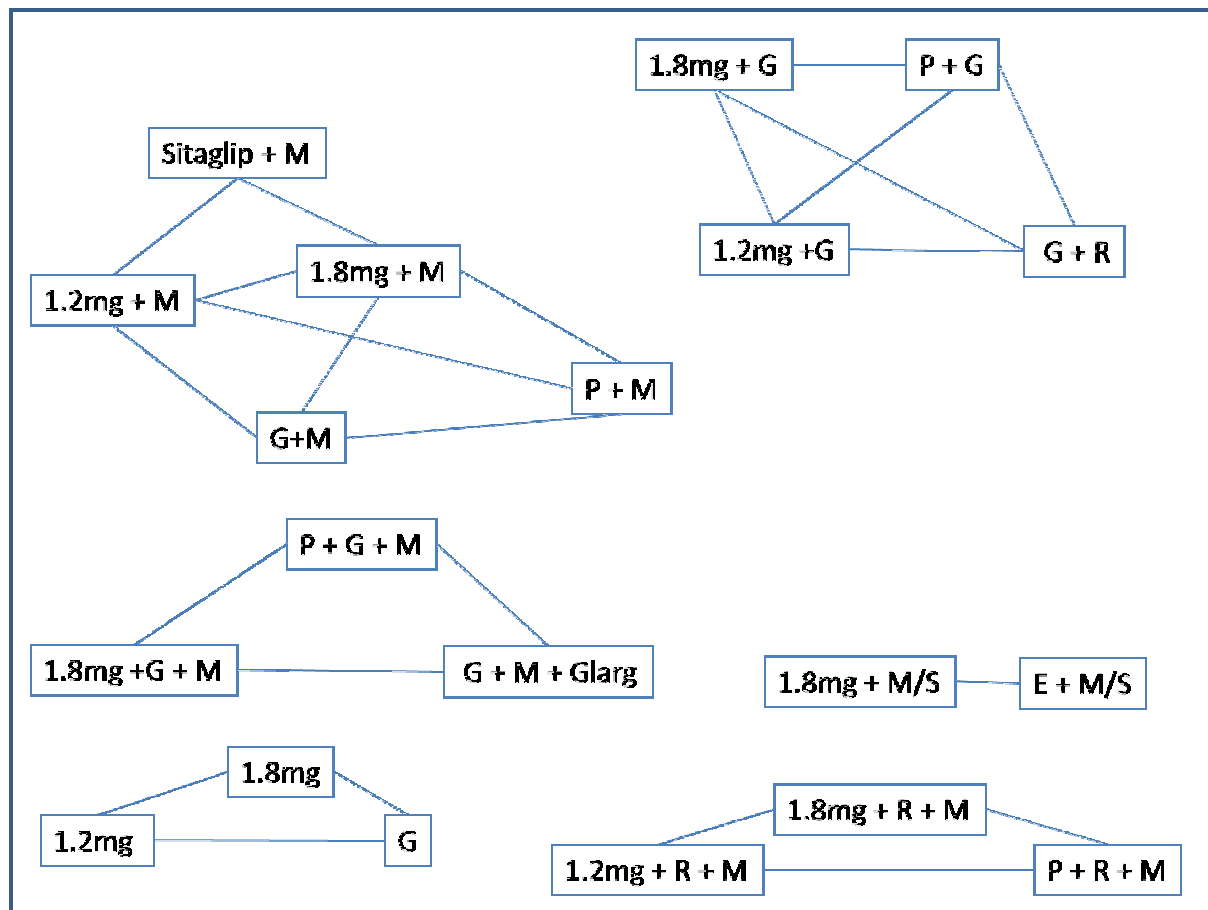 1.8mg + G
P + G
Sitaglip + M
1.2mg +G
G + R
1.8mg + M
1.2mg + M
P + M
G+M
P + G + M
1.8mg +G + M
G + M + Glarg
1.8mg + M/S
E + M/S
1.8mg
1.2mg
G
1.8mg + R + M
1.2mg + R + M
P + R + M